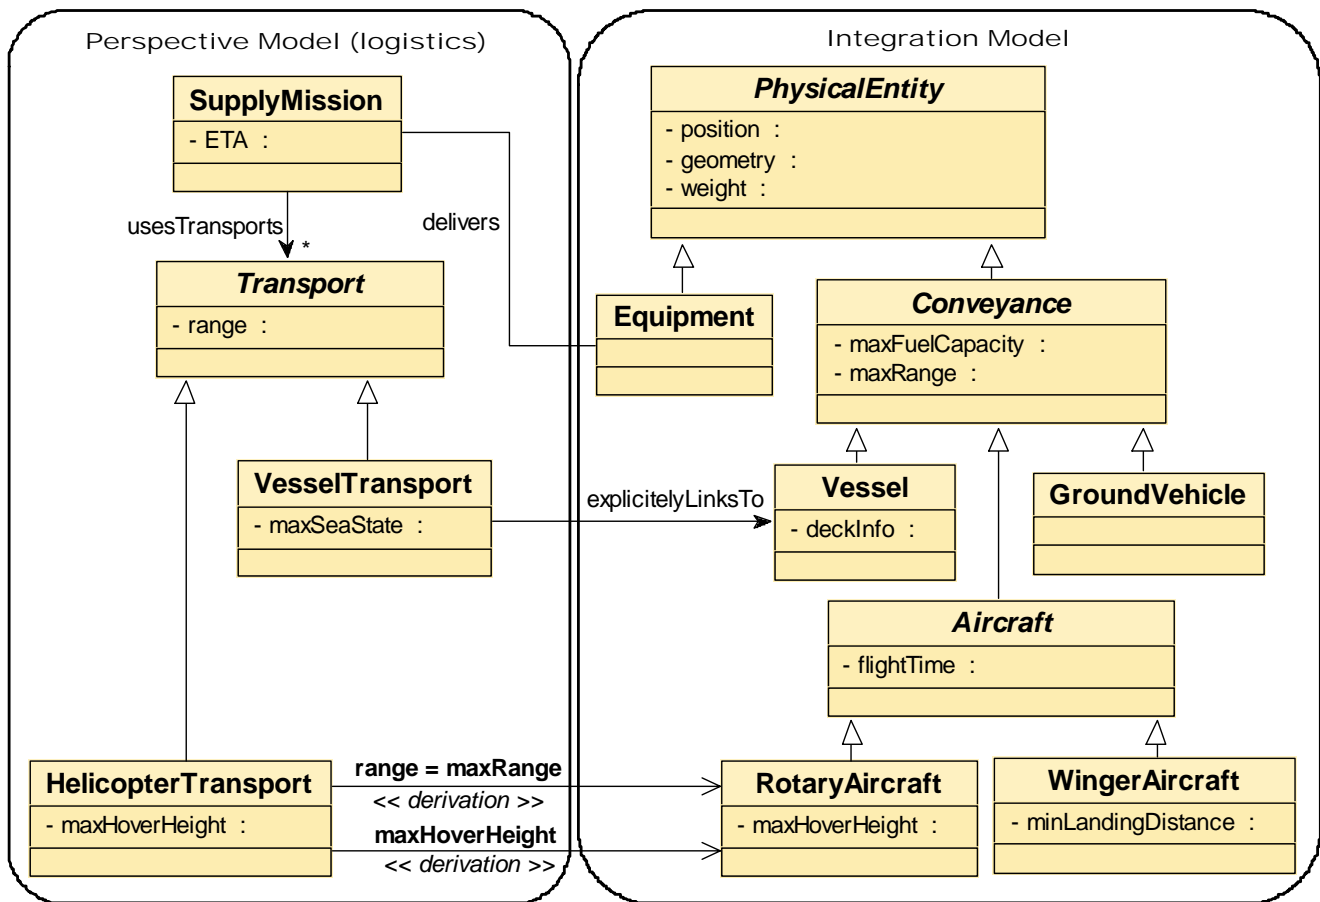 Perspective Model (logistics)
SupplyMission
- ETA :
usesTransports
*
delivers
Transport
- range :
VesselTransport
- maxSeaState :
explicitelyLinksTo
HelicopterTransport
- maxHoverHeight :
range = maxRange
<< derivation >>
maxHoverHeight
<< derivation >>
Integration Model
PhysicalEntity
- position :
- geometry :
- weight :
Equipment
Conveyance
- maxFuelCapacity :
- maxRange :
Vessel
- deckInfo :
GroundVehicle
Aircraft
- flightTime :
RotaryAircraft
- maxHoverHeight :
WingerAircraft
- minLandingDistance :